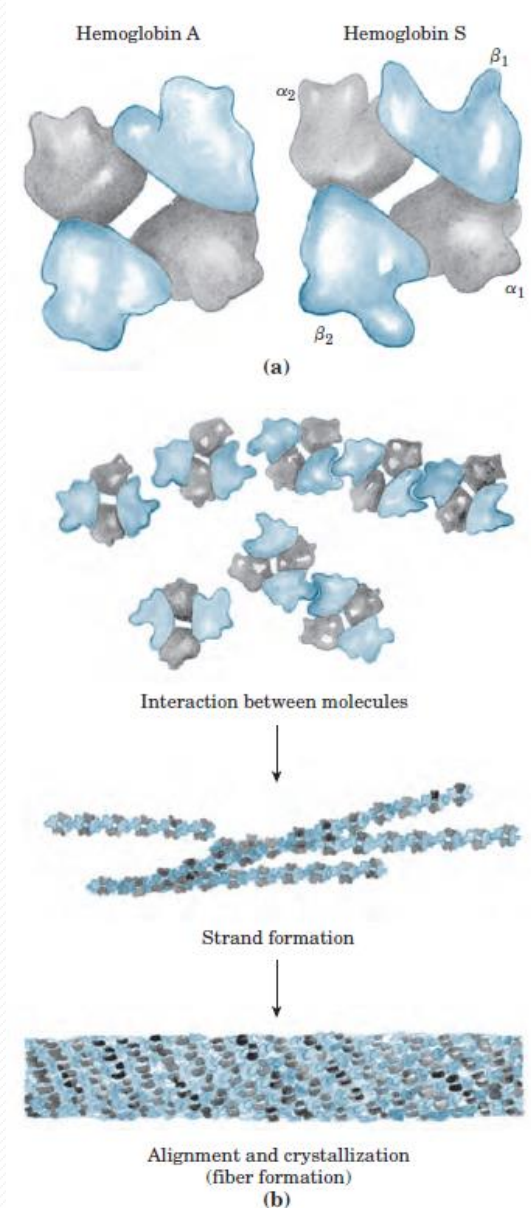 Hemoglobin A
Hemoglobin S
β1
α2
α1
β2
(a)
Interaction between molecules
Strand formation
Alignment and crystallization
(fiber formation)
(b)